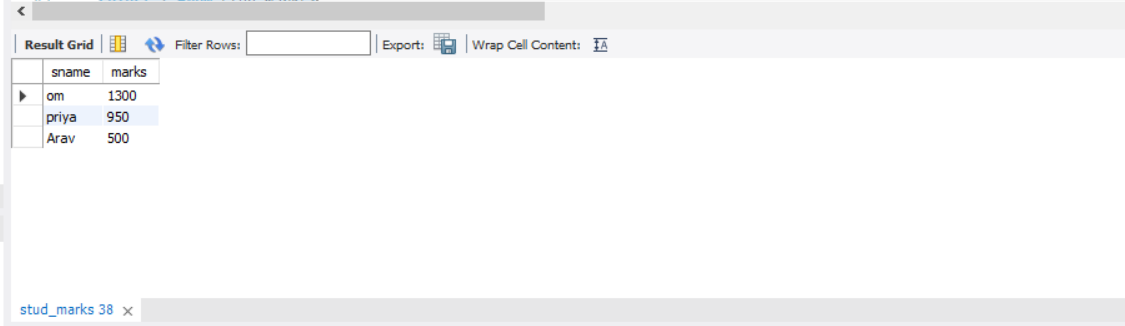 Result Grid Filter Rows: Export: Wrap Cell Content:
sname marks
om 1300
priya 950
Arav 500
stud_marks 38